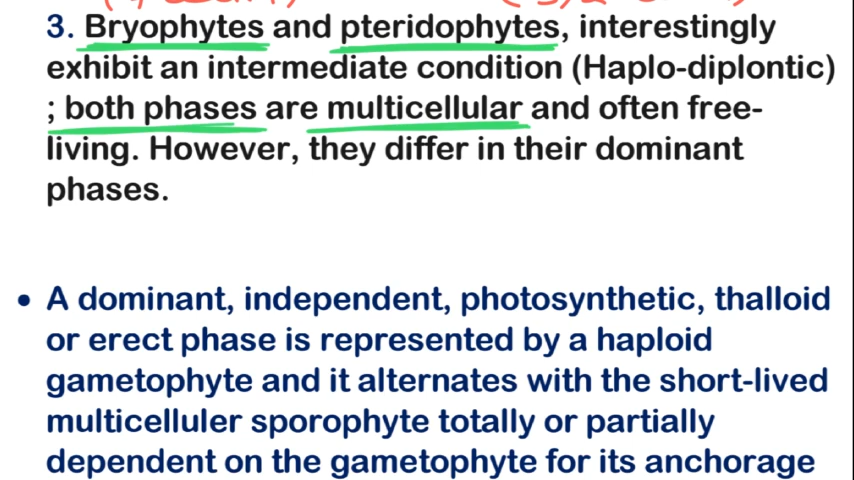 3. Bryophytes and pteridophytes, interestingly
exhibit an intermediate condition (Haplo-diplontic)
; both phases are multicellular and often free-
living. However, they differ in their dominant
phases.
• A dominant, independent, photosynthetic, thalloid
or erect phase is represented by a haploid
gametophyte and it alternates with the short-lived
multicelluler sporophyte totally or partially
dependent on the gametophyte for its anchorage